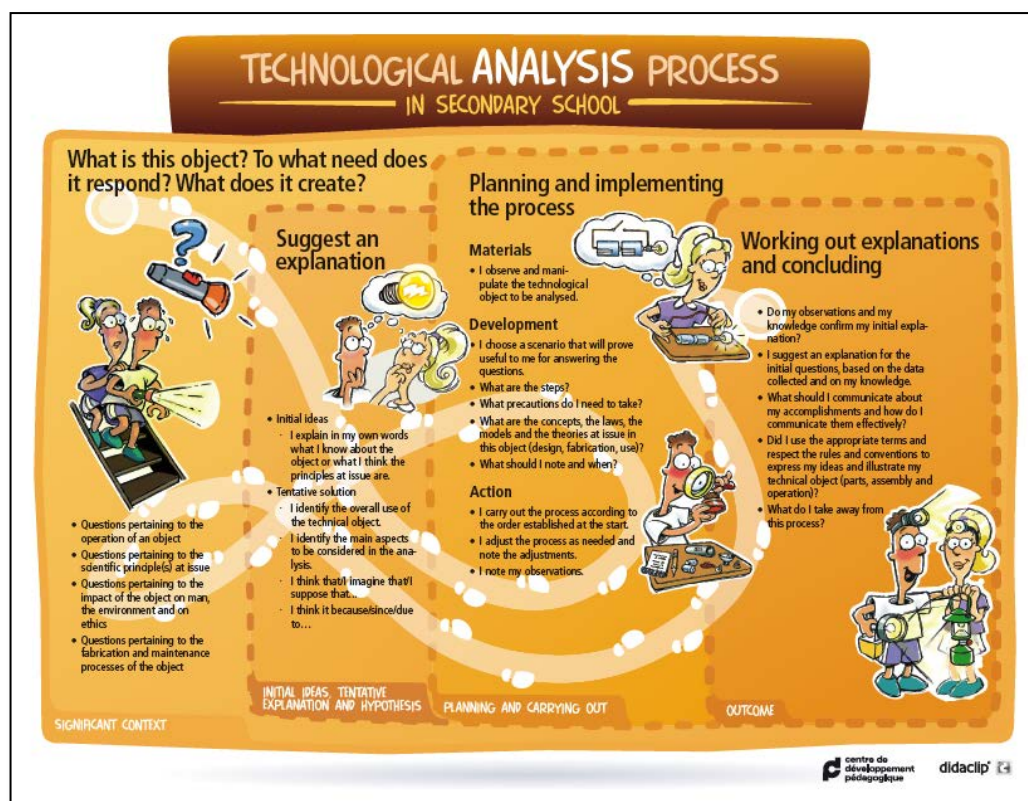 TECHNOLOGICAL ANALYSIS PROCESS
IN SECONDARY SCHOOL
What is this object? To what need does
it respond? What does it create?
?
• Questions pertaining to the
operation of an object
• Questions pertaining to the
scientific principle(s) at issue
• Questions pertaining to the
impact of the object on man,
the environment and on
ethics
• Questions pertaining to the
fabrication and maintenance
processes of the object
SIGNIFICANT CONTEXT
Suggest an
explanation
• Initial ideas
· I explain in my own words
what I know about the
object or what I think the
principles at issue are.
• Tentative solution
· I identify the overall use of
the technical object.
· I identify the main aspects
to be considered in the ana-
lysis.
· I think that/I imagine that/I
suppose that...
· I think it because/since/due
to…
INITIAL IDEAS, TENTATIVE
EXPLANATION AND HYPOTHESIS
Planning and implementing
the process
Materials
• I observe and mani-
pulate the technological
object to be analysed.
Development
• I choose a scenario that will prove
useful to me for answering the
questions.
• What are the steps?
• What precautions do I need to take?
• What are the concepts, the laws, the
models and the theories at issue in
this object (design, fabrication, use)?
• What should I note and when?
Action
• I carry out the process according to
the order established at the start.
• I adjust the process as needed and
note the adjustments.
• I note my observations.
PLANNING AND CARRYING OUT
Working out explanations
and concluding
• Do my observations and my
knowledge confirm my initial expla-
nation?
• I suggest an explanation for the
initial questions, based on the data
collected and on my knowledge.
• What should I communicate about
my accomplishments and how do I
communicate them effectively?
• Did I use the appropriate terms and
respect the rules and conventions to
express my ideas and illustrate my
technical object (parts, assembly and
operation)?
• What do I take away from
this process?
OUTCOME
centre de
développement
pédagogique
didaclip